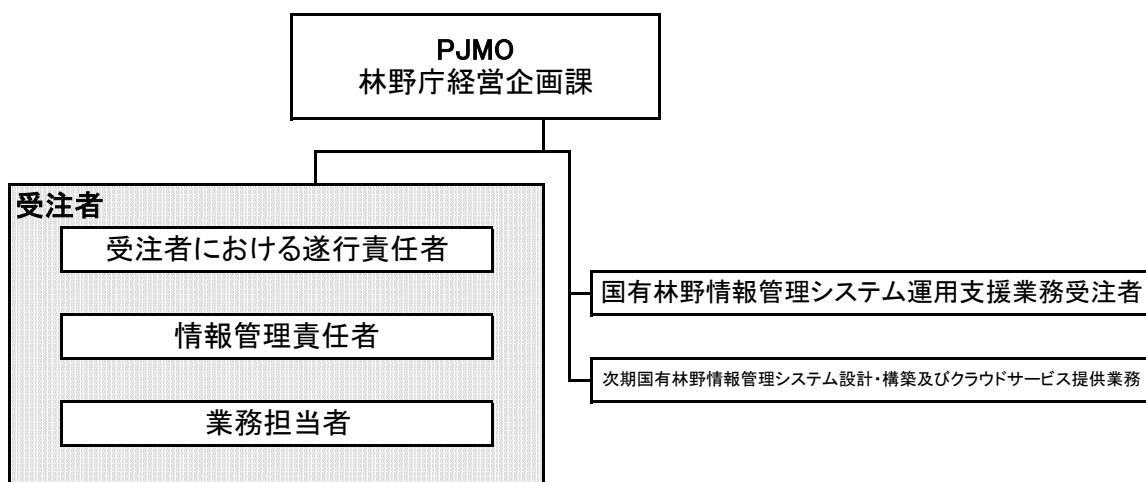 PJMO
林野庁経営企画課
受注者
受注者における遂行責任者
情報管理責任者
業務担当者
国有林野情報管理システム運用支援業務受注者
次期国有林野情報管理システム設計・構築及びクラウドサービス提供業務